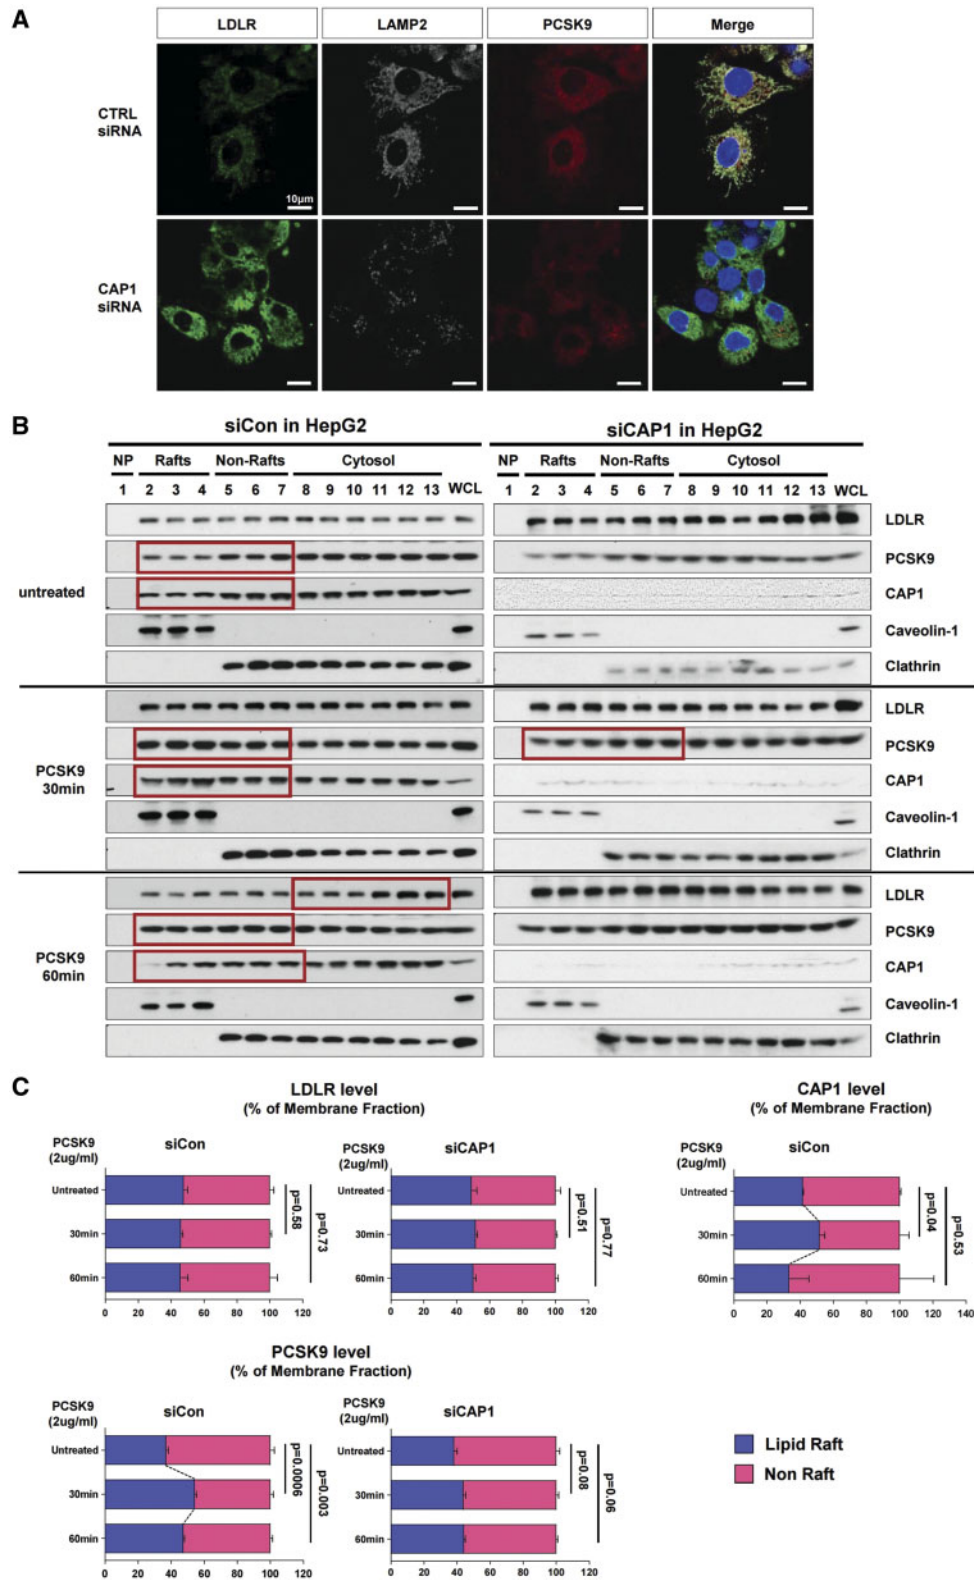 A
LDLR LAMP2 PCSK9 Merge
CTRL
siRNA
10µm
CAP1
siRNA
B
siCon in HepG2 siCAP1 in HepG2
NP Rafts Non-Rafts Cytosol NP Rafts Non-Rafts Cytosol
1 2 3 4 5 6 7 8 9 10 11 12 13 WCL 1 2 3 4 5 6 7 8 9 10 11 12 13 WCL
LDLR
PCSK9
untreated
CAP1
Caveolin-1
Clathrin
LDLR
PCSK9
PCSK9
30min
CAP1
Caveolin-1
Clathrin
LDLR
PCSK9
PCSK9
60min
CAP1
Caveolin-1
Clathrin
C
LDLR level
(% of Membrane Fraction)
CAP1 level
(% of Membrane Fraction)
PCSK9
(2ug/ml)
siCon
PCSK9
(2ug/ml)
siCAP1
PCSK9
(2ug/ml)
siCon
Untreated
30min
60min
0 20 40 60 80 100 120
p=0.58
p=0.73
Untreated
30min
60min
0 20 40 60 80 100 120
p=0.51
p=0.77
Untreated
30min
60min
0 20 40 60 80 100 120 140
p=0.04
p=0.53
PCSK9 level
(% of Membrane Fraction)
PCSK9
(2ug/ml)
siCon
PCSK9
(2ug/ml)
siCAP1
Untreated
30min
60min
0 20 40 60 80 100 120
p=0.0006
p=0.003
Untreated
30min
60min
0 20 40 60 80 100 120
p=0.08
p=0.06
Lipid Raft
Non Raft